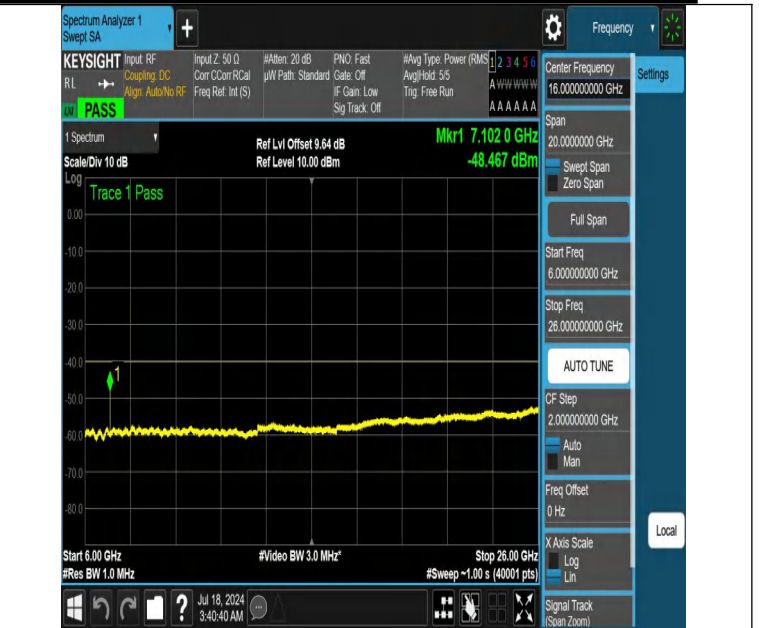 Spectrum Analyzer 1
Swept SA
+
Frequency
KEYSIGHT
RL
PASS
Input: RF
Coupling: DC
Align: Auto/No RF
Input Z: 50 Ω
Corr CCorr RCal
Freq Ref: Int (S)
#Atten: 20 dB
µW Path: Standard
PNO: Fast
Gate: Off
IF Gain: Low
Sig Track: Off
#Avg Type: Power (RMS
Avg|Hold: 5/5
Trig: Free Run
1 2 3 4 5 6
A W W W W W
A A A A A A
1 Spectrum
Scale/Div 10 dB
Ref Lvl Offset 9.64 dB
Ref Level 10.00 dBm
Mkr1 7.102 0 GHz
-48.467 dBm
Log
Trace 1 Pass
0.00
-10.0
-20.0
-30.0
-40.0
-50.0
-60.0
-70.0
-80.0
1
Start 6.00 GHz
#Res BW 1.0 MHz
#Video BW 3.0 MHz*
Stop 26.00 GHz
#Sweep ~1.00 s (40001 pts)
Center Frequency
16.000000000 GHz
Settings
Span
20.0000000 GHz
Swept Span
Zero Span
Full Span
Start Freq
6.000000000 GHz
Stop Freq
26.000000000 GHz
AUTO TUNE
CF Step
2.000000000 GHz
Auto
Man
Freq Offset
0 Hz
X Axis Scale
Log
Lin
Signal Track
(Span Zoom)
Local
?
Jul 18, 2024
3:40:40 AM